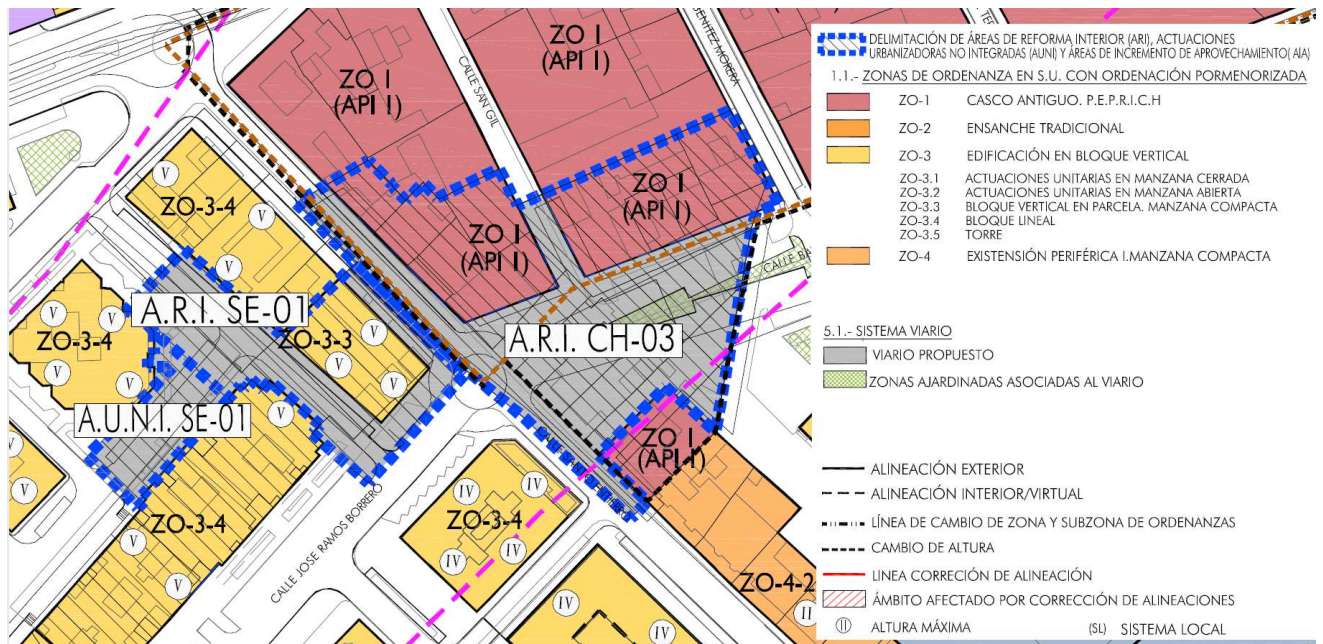 ZO I
(API I)
ZO I
(API I)
CALLE SAN GIL
BENITEZ MORERA
ZO I
(API I)
ZO I
(API I)
V
V
ZO-3-4
V
V
A.R.I. SE-01
V
V
ZO-3-4
V
V
V
ZO-3-3
V
V
A.R.I. CH-03
A.U.N.I. SE-01
V
V
V
ZO-3-4
V
V
ZO I
(API I)
CALLE JOSE RAMOS BORRERO
IV
IV
ZO-3-4
IV
IV
IV
IV
ZO-4-2
II
DELIMITACIÓN DE ÁREAS DE REFORMA INTERIOR (ARI), ACTUACIONES
URBANIZADORAS NO INTEGRADAS (AUNI) Y ÁREAS DE INCREMENTO DE APROVECHAMIENTO( AIA)
1.1.- ZONAS DE ORDENANZA EN S.U. CON ORDENACIÓN PORMENORIZADA
ZO-1 CASCO ANTIGUO. P.E.P.R.I.C.H
ZO-2 ENSANCHE TRADICIONAL
ZO-3 EDIFICACIÓN EN BLOQUE VERTICAL
ZO-3.1 ACTUACIONES UNITARIAS EN MANZANA CERRADA
ZO-3.2 ACTUACIONES UNITARIAS EN MANZANA ABIERTA
ZO-3.3 BLOQUE VERTICAL EN PARCELA. MANZANA COMPACTA
ZO-3.4 BLOQUE LINEAL
ZO-3.5 TORRE
ZO-4 EXISTENSIÓN PERIFÉRICA I.MANZANA COMPACTA
5.1.- SISTEMA VIARIO
VIARIO PROPUESTO
ZONAS AJARDINADAS ASOCIADAS AL VIARIO
ALINEACIÓN EXTERIOR
ALINEACIÓN INTERIOR/VIRTUAL
LÍNEA DE CAMBIO DE ZONA Y SUBZONA DE ORDENANZAS
CAMBIO DE ALTURA
LINEA CORRECIÓN DE ALINEACIÓN
ÁMBITO AFECTADO POR CORRECCIÓN DE ALINEACIONES
II ALTURA MÁXIMA (SL) SISTEMA LOCAL